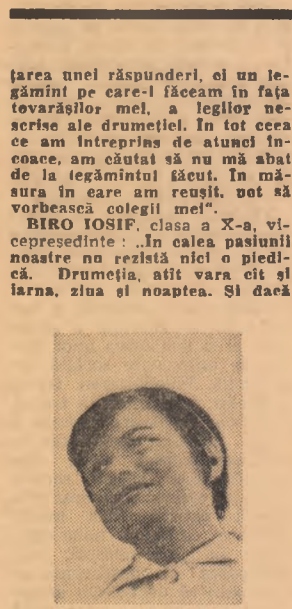 țarea unei răspunderi, ci un le-
gămînt pe care-l făceam în fața
tovarășilor mei, a legilor ne-
scrise ale drumeției. În tot ceea
ce am întreprins de atunci în-
coace, am căutat să nu mă abat
de la legămîntul făcut. În mă-
sura în care am reușit, pot să
vorbească colegii mei“.
BIRO IOSIF, clasa a X-a, vi-
cepreședinte : „În calea pasiunii
noastre nu rezistă nici o piedi-
că. Drumeția, atît vara cît și
iarna, ziua și noaptea. Și dacă